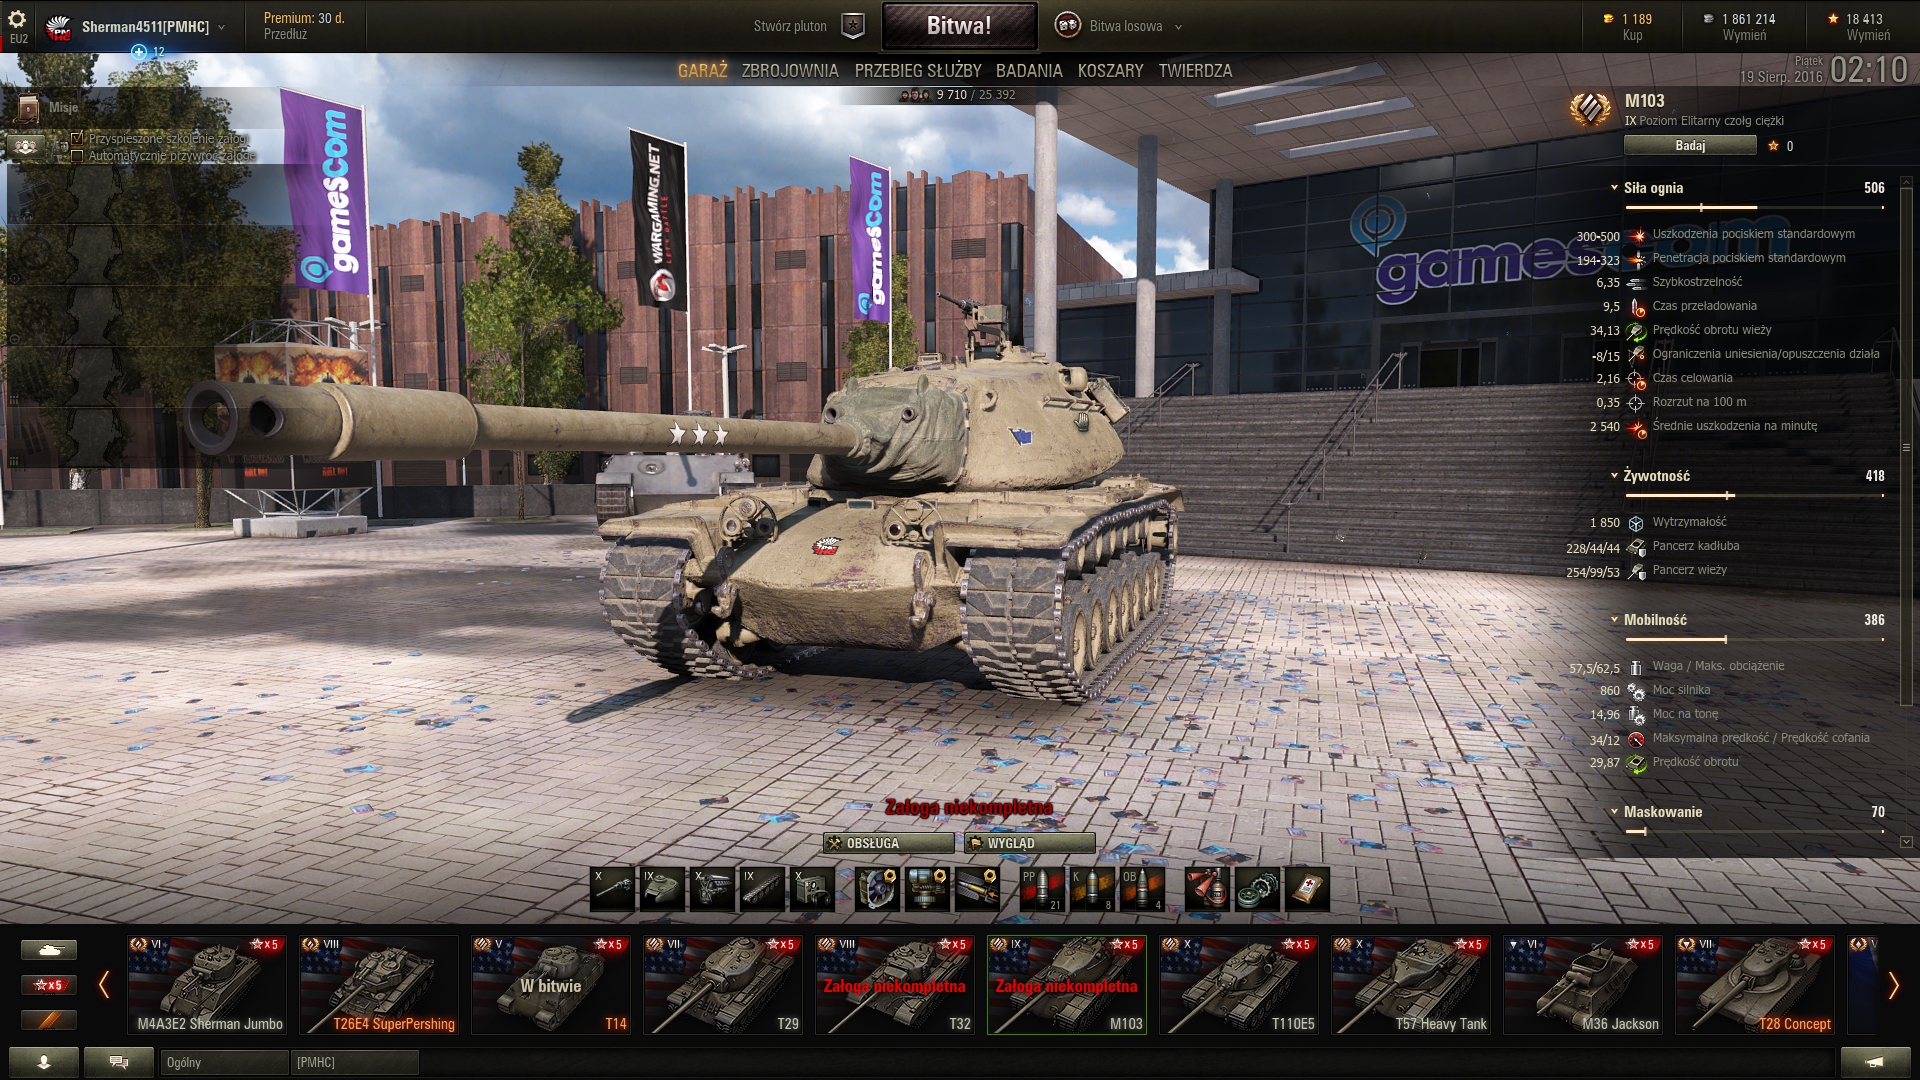 Sherman4511[PMHC]
EU2
12
Premium: 30 d.
Przedłuż
Stwórz pluton
Bitwa!
Bitwa losowa
1 189
Kup
1 861 214
Wymień
18 413
Wymień
GARAŻ ZBROJOWNIA PRZEBIEG SŁUŻBY BADANIA KOSZARY TWIERDZA
9 710 / 25 392
Piątek
19 Sierp. 2016
02:10
Misje
Przyspieszone szkolenie załogi
Automatycznie przywróć załogę
gamescom
WARGAMING.NET
LET'S BATTLE
gamescom
gamescom
M103
IX Poziom Elitarny czołg ciężki
Badaj
0
Siła ognia 506
300-500 Uszkodzenia pociskiem standardowym
194-323 Penetracja pociskiem standardowym
6,35 Szybkostrzelność
9,5 Czas przeładowania
34,13 Prędkość obrotu wieży
-8/15 Ograniczenia uniesienia/opuszczenia działa
2,16 Czas celowania
0,35 Rozrzut na 100 m
2 540 Średnie uszkodzenia na minutę
Żywotność 418
1 850 Wytrzymałość
228/44/44 Pancerz kadłuba
254/99/53 Pancerz wieży
Mobilność 386
57,5/62,5 Waga / Maks. obciążenie
860 Moc silnika
14,96 Moc na tonę
34/12 Maksymalna prędkość / Prędkość cofania
29,87 Prędkość obrotu
Maskowanie 70
Załoga niekompletna
OBSŁUGA
WYGLĄD
X IX X IX X
PP 21
K 8
OB 4
x5
VI x5
M4A3E2 Sherman Jumbo
VIII
T26E4 SuperPershing
V x5
W bitwie
T14
VII x5
T29
VIII x5
Załoga niekompletna
T32
IX x5
Załoga niekompletna
M103
X x5
T110E5
X x5
T57 Heavy Tank
VI x5
M36 Jackson
VII x5
T28 Concept
Ogólny
[PMHC]